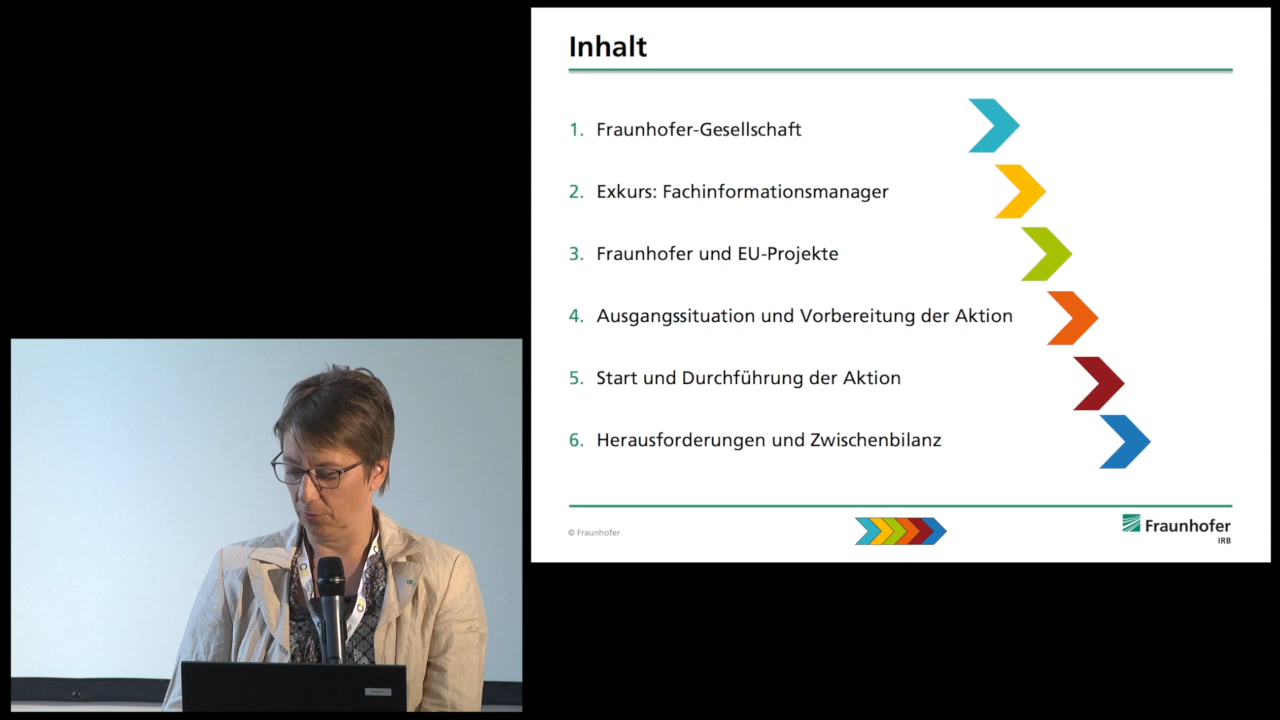 Inhalt
1. Fraunhofer-Gesellschaft
2. Exkurs: Fachinformationsmanager
3. Fraunhofer und EU-Projekte
4. Ausgangssituation und Vorbereitung der Aktion
5. Start und Durchführung der Aktion
6. Herausforderungen und Zwischenbilanz
© Fraunhofer
Fraunhofer
IRB